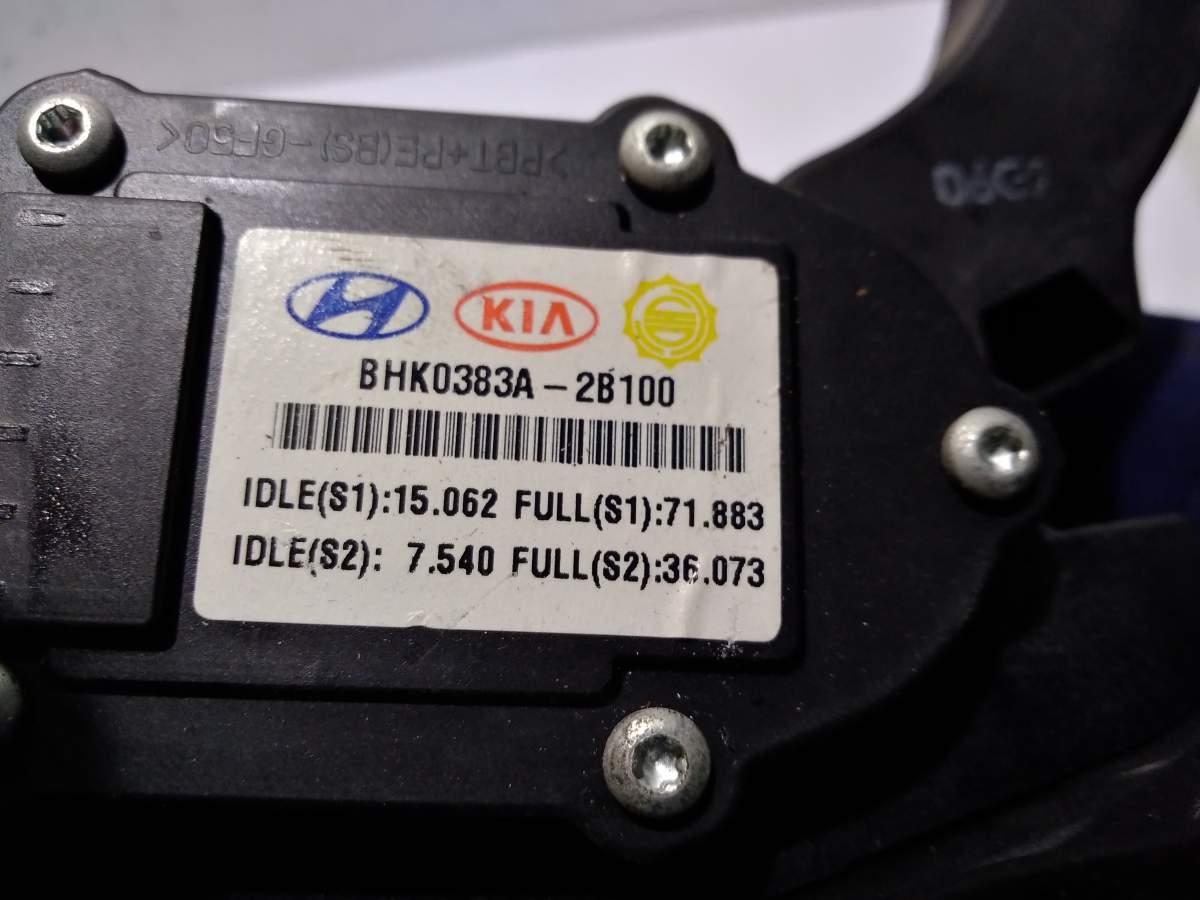 >PBT+PE(BS)-GF50<
KIA
BHK0383A-2B100
IDLE(S1):15.062 FULL(S1):71.883
IDLE(S2): 7.540 FULL(S2):36.073